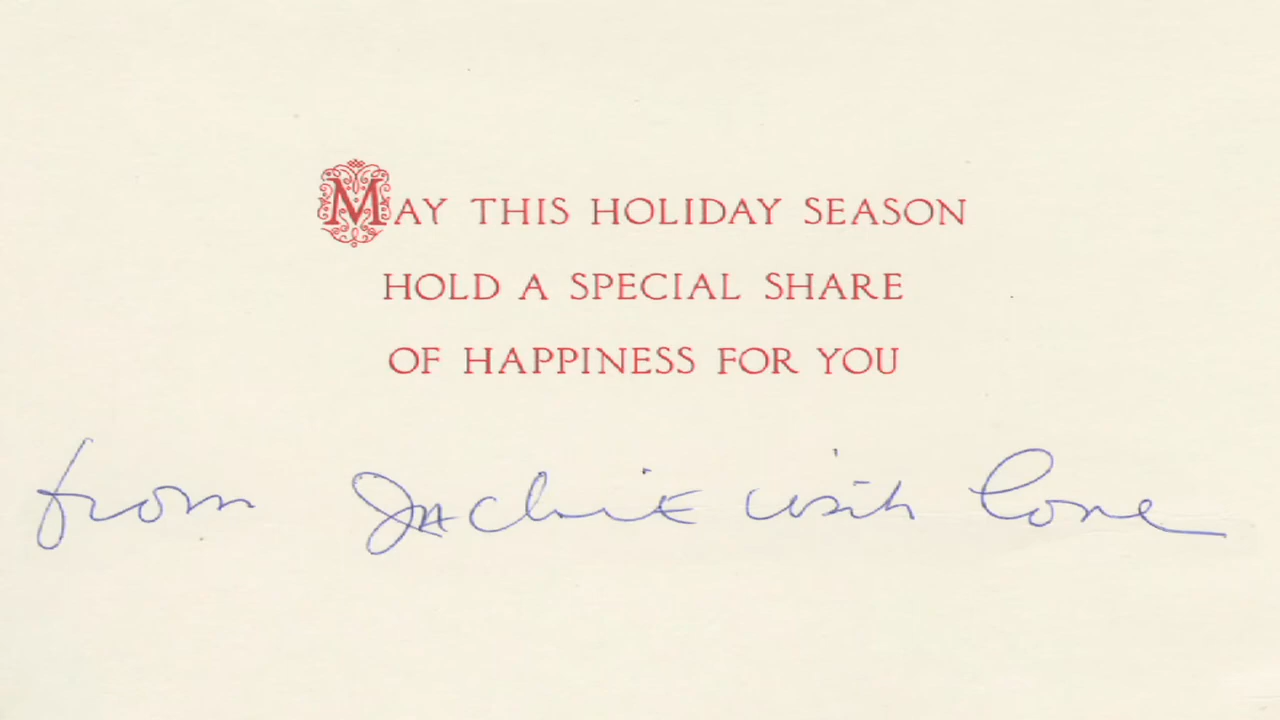 MAY THIS HOLIDAY SEASON
HOLD A SPECIAL SHARE
OF HAPPINESS FOR YOU
from Jackie with love